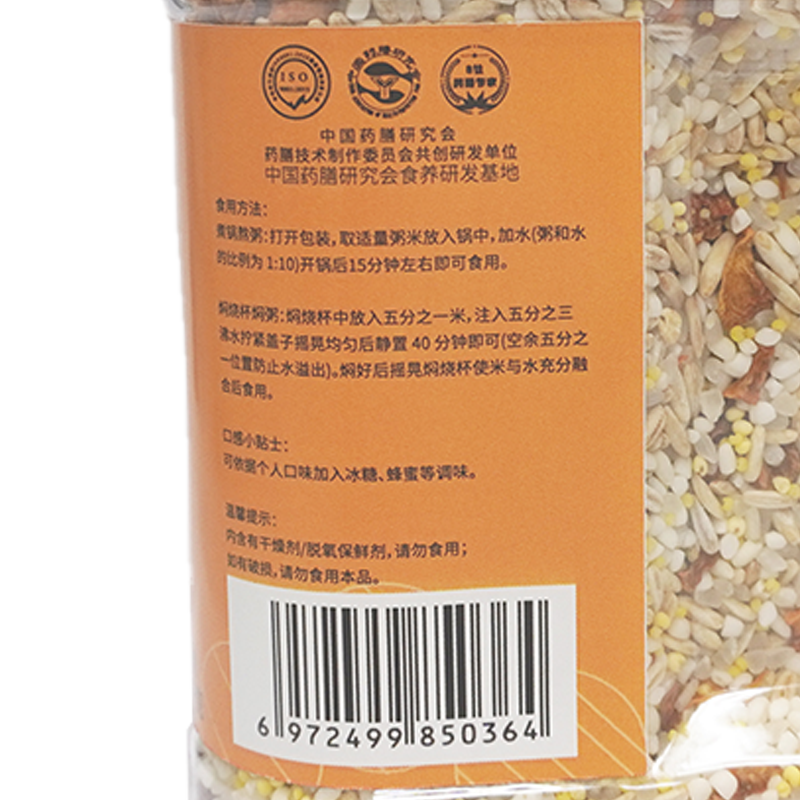 ISO
中国药膳研究会
药膳技术制作委员会共创研发单位
中国药膳研究会食养研发基地
食用方法：
煮锅熬粥：打开包装，取适量粥米放入锅中，加水(粥和水
的比例为 1:10)开锅后15分钟左右即可食用。
焖烧杯焖粥：焖烧杯中放入五分之一米，注入五分之三
沸水拧紧盖子摇晃均匀后静置 40 分钟即可(空余五分之
一位置防止水溢出)。焖好后摇晃焖烧杯使米与水充分融
合后食用。
口感小贴士：
可依据个人口味加入冰糖、蜂蜜等调味。
温馨提示：
内含有干燥剂/脱氧保鲜剂，请勿食用；
如有破损，请勿食用本品。
6 972499 850364